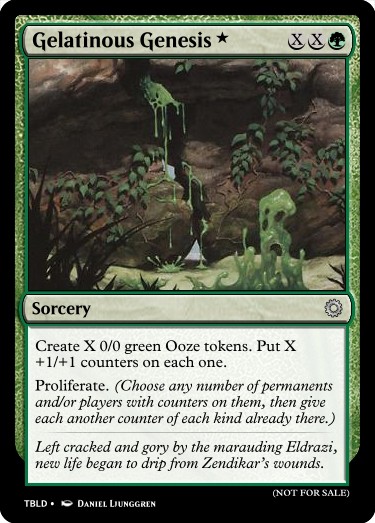 Gelatinous Genesis ★ X X
Sorcery
Create X 0/0 green Ooze tokens. Put X
+1/+1 counters on each one.
Proliferate. (Choose any number of permanents
and/or players with counters on them, then give
each another counter of each kind already there.)
Left cracked and gory by the marauding Eldrazi,
new life began to drip from Zendikar's wounds.
(NOT FOR SALE)
TBLD • Daniel Ljunggren